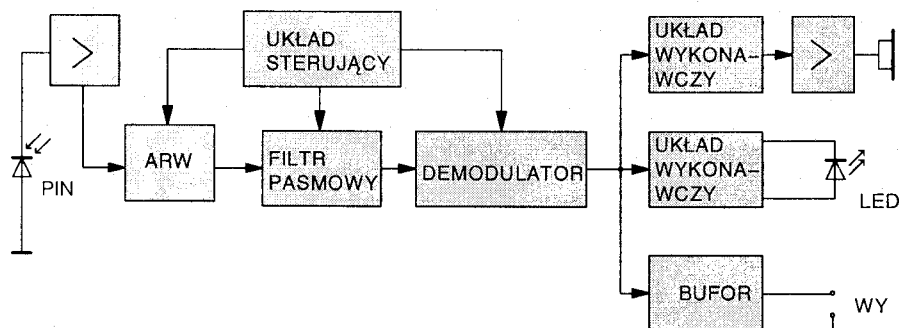 >
UKŁAD
STERUJĄCY
UKŁAD
WYKONA-
WCZY
>
ARW
FILTR
PASMOWY
DEMODULATOR
UKŁAD
WYKONA-
WCZY
PIN
LED
BUFOR
WY